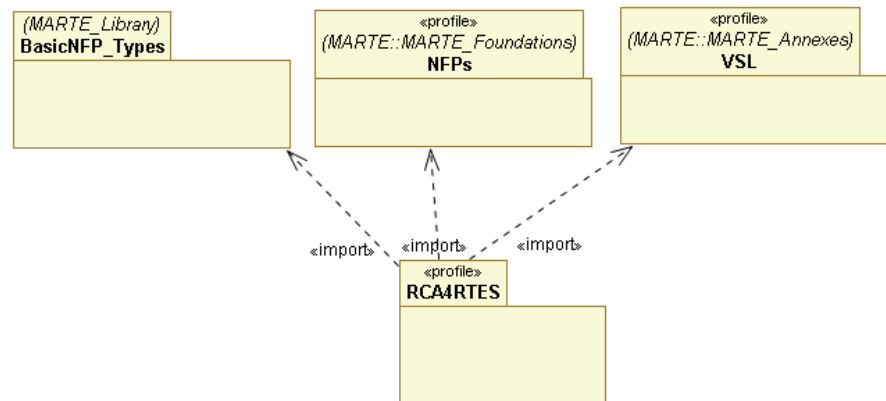 (MARTE_Library)
BasicNFP_Types
«profile»
(MARTE::MARTE_Foundations)
NFPs
«profile»
(MARTE::MARTE_Annexes)
VSL
«import»
«import»
«import»
«profile»
RCA4RTES